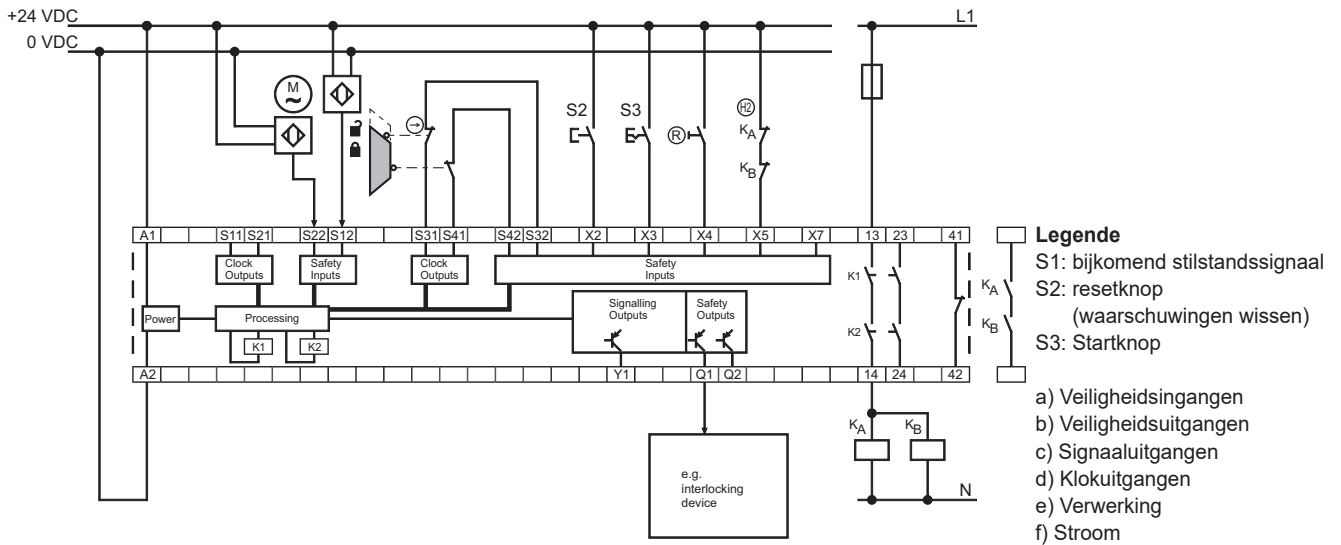 +24 VDC
L1
0 VDC
M
~
S2
S3
R
H2
KA
KB
A1 S11 S21 S22 S12 S31 S41 S42 S32 X2 X3 X4 X5 X7 13 23 41
Clock Outputs
Safety Inputs
Clock Outputs
Safety Inputs
K1
K2
Power
Processing
K1
K2
Signalling Outputs
Safety Outputs
A2 Y1 Q1 Q2 14 24 42
KA
KB
KA
KB
e.g.
interlocking
device
N
Legende
S1: bijkomend stilstandssignaal
S2: resetknop
(waarschuwingen wissen)
S3: Startknop
a) Veiligheidsingangen
b) Veiligheidsuitgangen
c) Signaaluitgangen
d) Klokuitgangen
e) Verwerking
f) Stroom